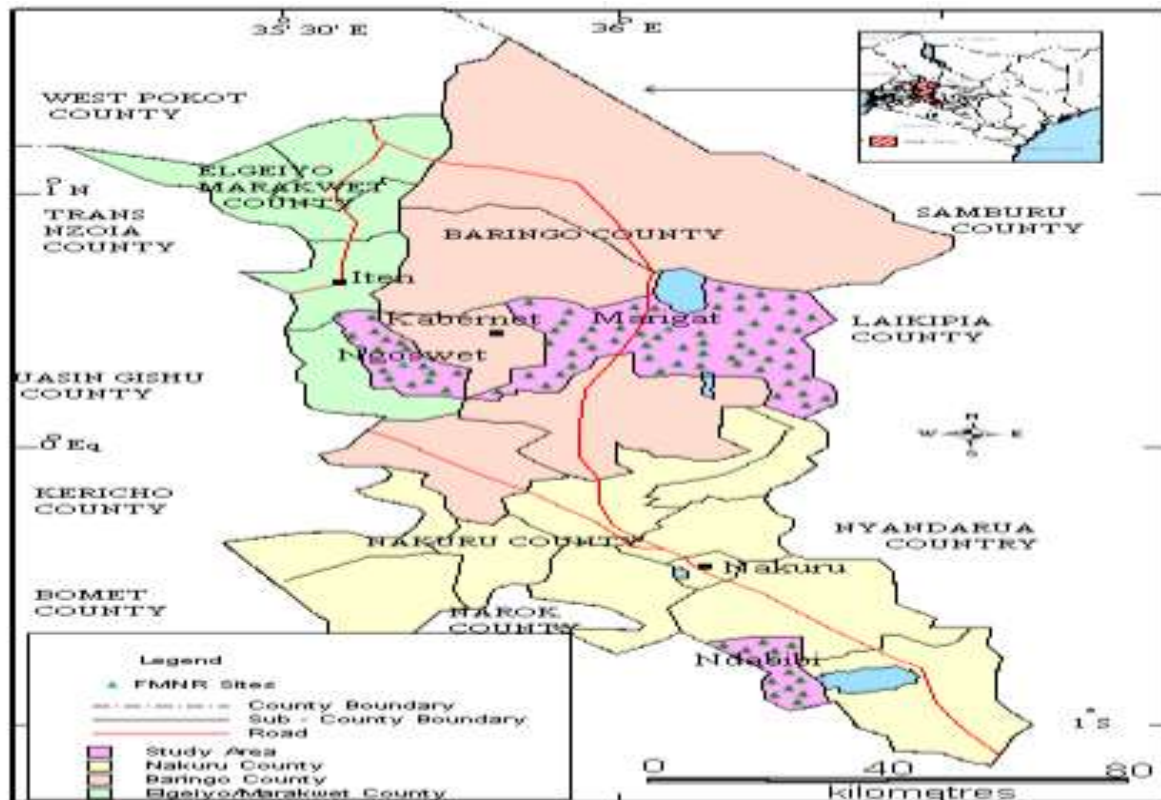 35° 30' E
36° E
WEST POKOT
COUNTY
ELGEIYO
MARAKWET
COUNTY
1° N
TRANS
NZOIA
COUNTY
SAMBURU
COUNTY
BARINGO COUNTY
Iten
Kabernet
Marigat
LAIKIPIA
COUNTY
Ngoswet
UASIN GISHU
COUNTY
N
W
E
S
0° Eq
KERICHO
COUNTY
NYANDARUA
COUNTRY
NAKURU COUNTY
Nakuru
BOMET
COUNTY
NAROK
COUNTY
Ndabibi
1° S
Legend
FMNR Sites
County Boundary
Sub - County Boundary
Road
Study Area
Nakuru County
Baringo County
Elgeiyo/Marakwet County
0 40 80
kilometres